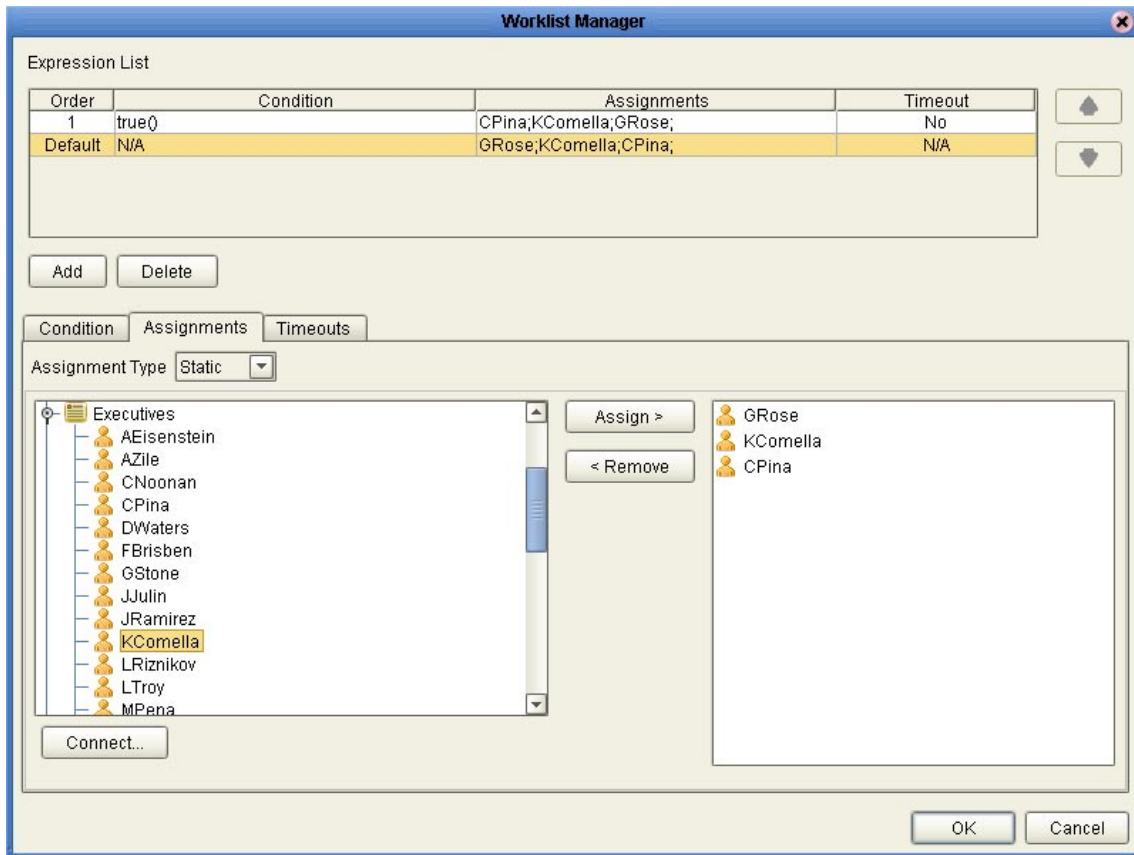 Worklist Manager
Expression List
Order Condition Assignments Timeout
1 true() CPina;KComella;GRose; No
Default N/A GRose;KComella;CPina; N/A
Add Delete
Condition Assignments Timeouts
Assignment Type Static
Executives
AEisenstein
AZile
CNoonan
CPina
DWaters
FBrisben
GStone
JJulin
JRamirez
KComella
LRiznikov
LTroy
MPena
Connect...
Assign >
< Remove
GRose
KComella
CPina
OK Cancel